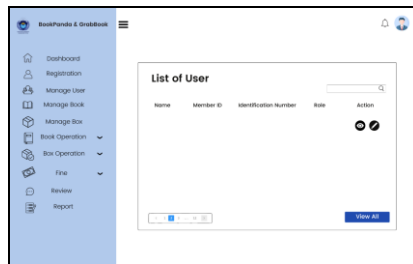 BookPanda & GrabBook
Dashboard
Registration
Manage User
Manage Book
Manage Box
Book Operation
Box Operation
Fine
Review
Report
List of User
Name Member ID Identification Number Role Action
View All